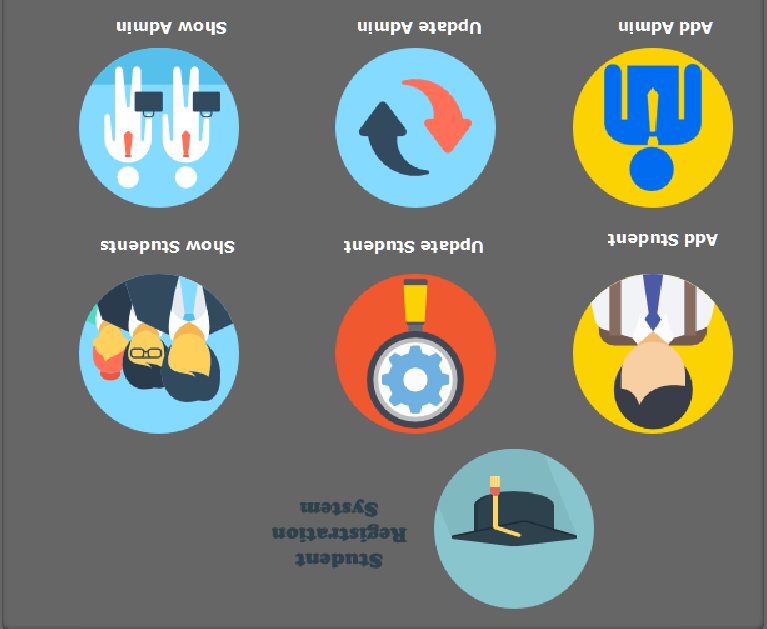 Student
Registration
System
Add Student
Update Student
Show Students
Add Admin
Update Admin
Show Admin